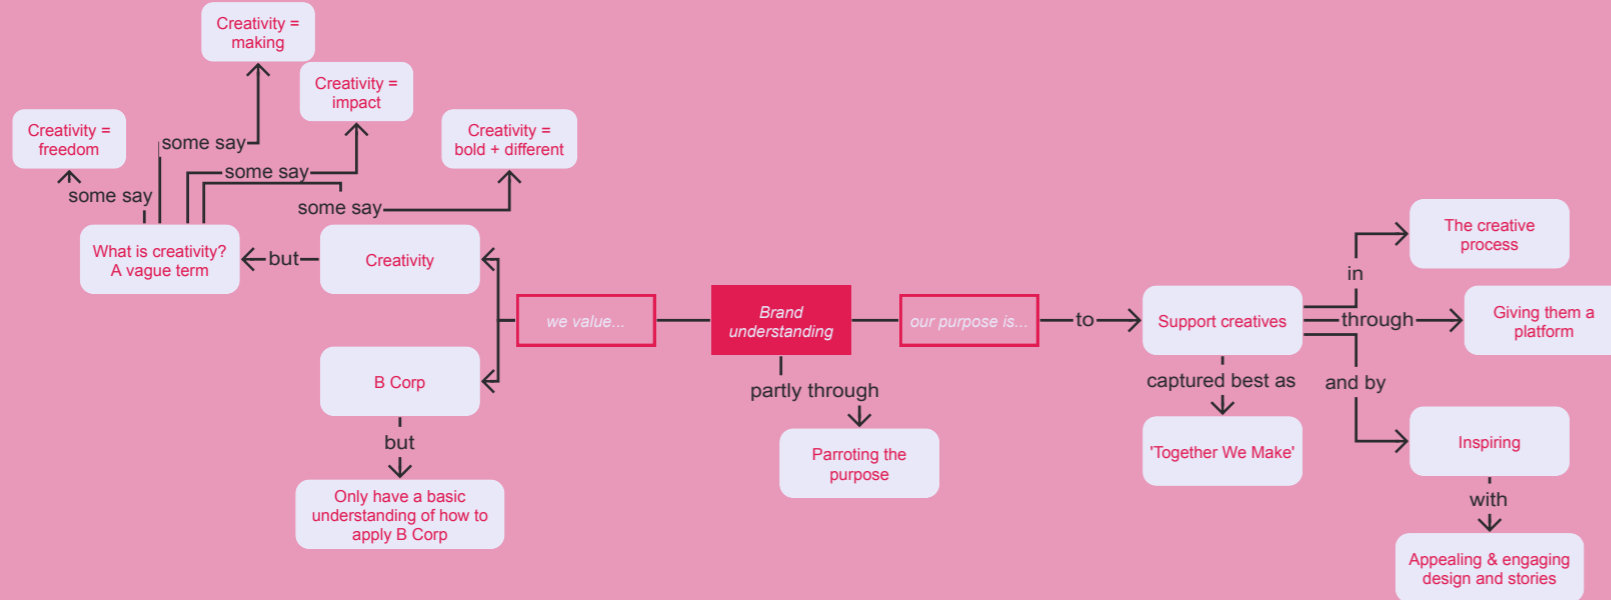 Creativity =
making
Creativity =
impact
Creativity =
freedom
Creativity =
bold + different
some say
some say
some say
some say
What is creativity?
A vague term
but
Creativity
we value...
B Corp
but
Only have a basic
understanding of how to
apply B Corp
Brand
understanding
partly through
Parroting the
purpose
our purpose is...
to
Support creatives
captured best as
'Together We Make'
in
The creative
process
through
Giving them a
platform
and by
Inspiring
with
Appealing & engaging
design and stories